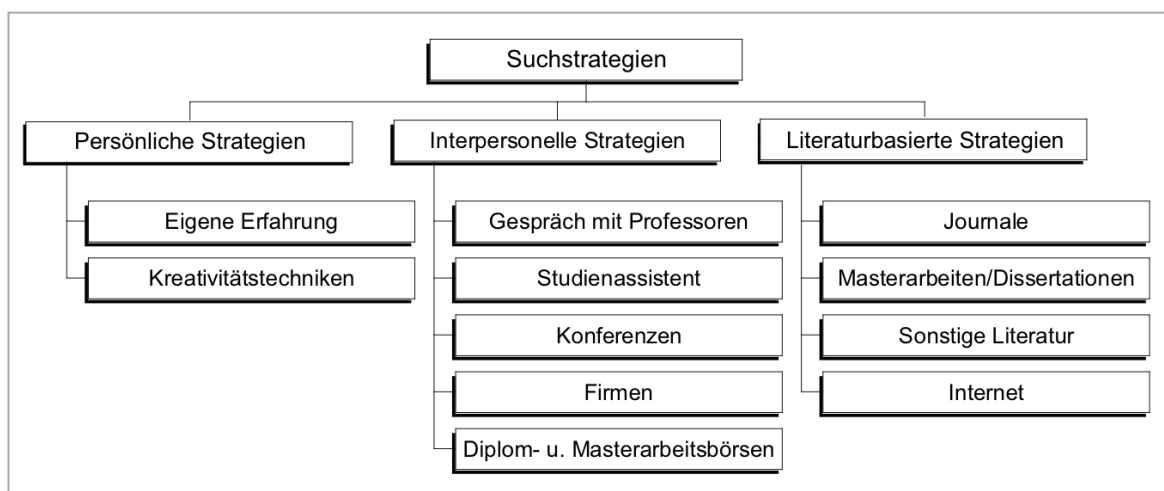 Suchstrategien
Persönliche Strategien
Eigene Erfahrung
Kreativitätstechniken
Interpersonelle Strategien
Gespräch mit Professoren
Studienassistent
Konferenzen
Firmen
Diplom- u. Masterarbeitsbörsen
Literaturbasierte Strategien
Journale
Masterarbeiten/Dissertationen
Sonstige Literatur
Internet